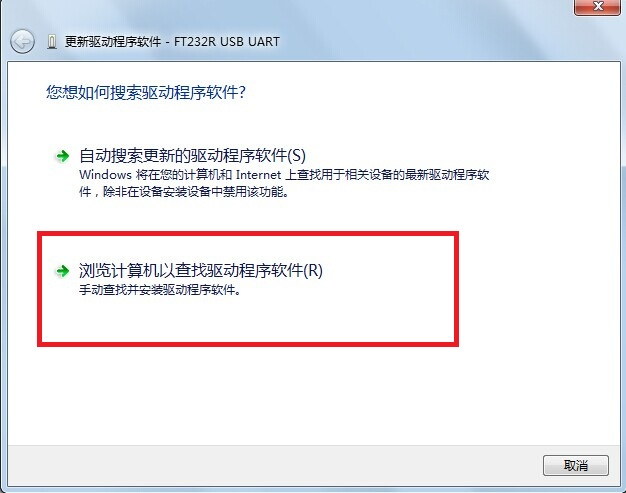 更新驱动程序软件 - FT232R USB UART
您想如何搜索驱动程序软件?
自动搜索更新的驱动程序软件(S)
Windows 将在您的计算机和 Internet 上查找用于相关设备的最新驱动程序软
件，除非在设备安装设备中禁用该功能。
浏览计算机以查找驱动程序软件(R)
手动查找并安装驱动程序软件。
取消